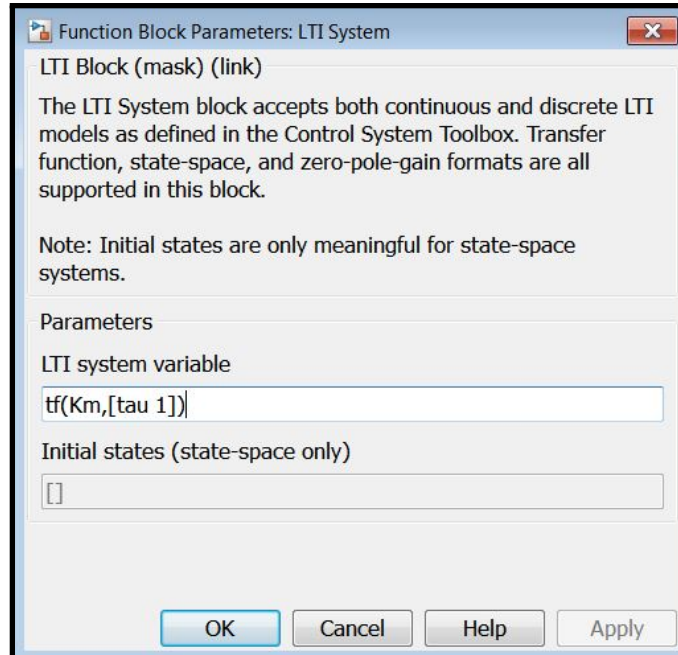 Function Block Parameters: LTI System
LTI Block (mask) (link)
The LTI System block accepts both continuous and discrete LTI
models as defined in the Control System Toolbox. Transfer
function, state-space, and zero-pole-gain formats are all
supported in this block.
Note: Initial states are only meaningful for state-space
systems.
Parameters
LTI system variable
tf(Km,[tau 1])
Initial states (state-space only)
[]
OK Cancel Help Apply